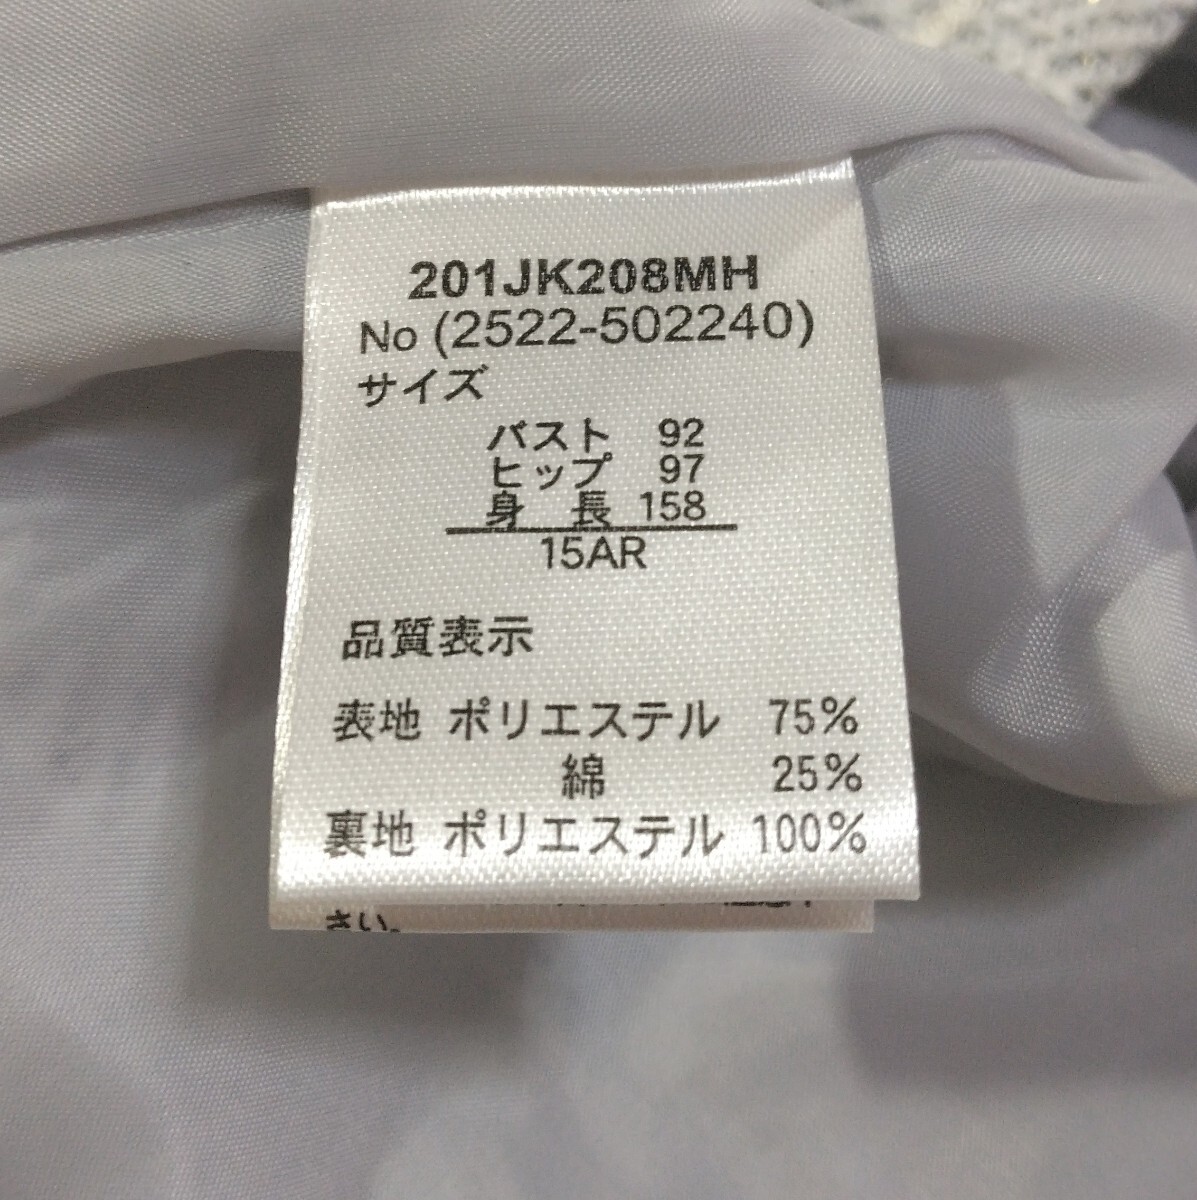 201JK208MH
No (2522-502240)
サイズ
バスト 92
ヒップ 97
身 長 158
15AR
品質表示
表地 ポリエステル 75%
綿 25%
裏地 ポリエステル 100%
さい。